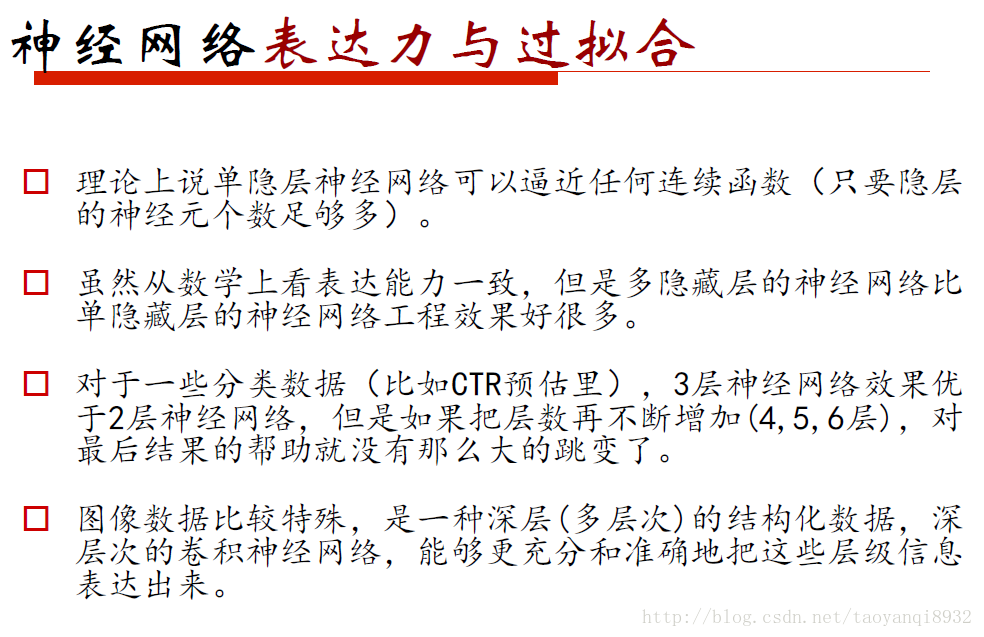 神经网络表达力与过拟合
理论上说单隐层神经网络可以逼近任何连续函数（只要隐层
的神经元个数足够多）。
虽然从数学上看表达能力一致，但是多隐藏层的神经网络比
单隐藏层的神经网络工程效果好很多。
对于一些分类数据（比如CTR预估里），3层神经网络效果优
于2层神经网络，但是如果把层数再不断增加(4,5,6层)，对
最后结果的帮助就没有那么大的跳变了。
图像数据比较特殊，是一种深层(多层次)的结构化数据，深
层次的卷积神经网络，能够更充分和准确地把这些层级信息
表达出来。
http://blog.csdn.net/taoyanqi8932